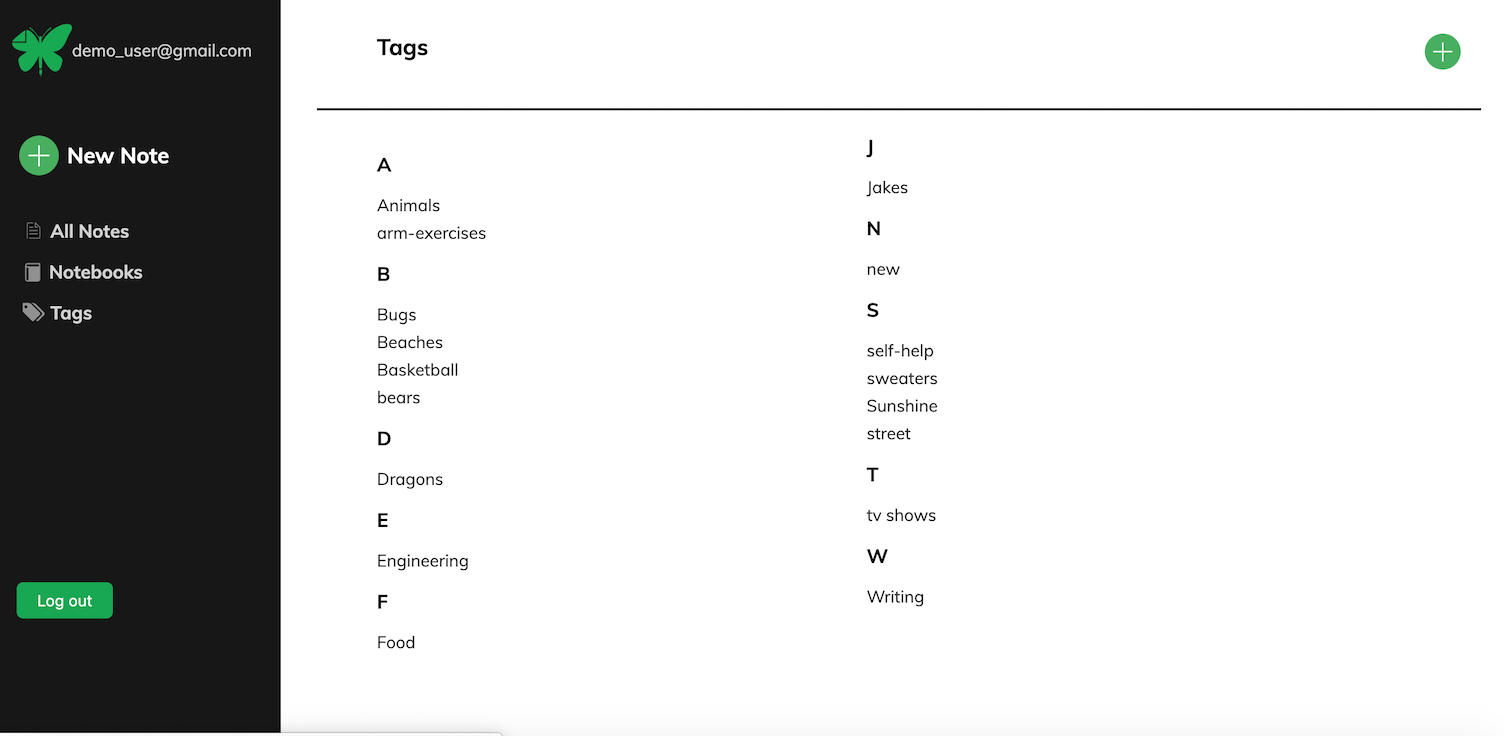 demo_user@gmail.com
New Note
All Notes
Notebooks
Tags
Log out
Tags
A
Animals
arm-exercises
B
Bugs
Beaches
Basketball
bears
D
Dragons
E
Engineering
F
Food
J
Jakes
N
new
S
self-help
sweaters
Sunshine
street
T
tv shows
W
Writing